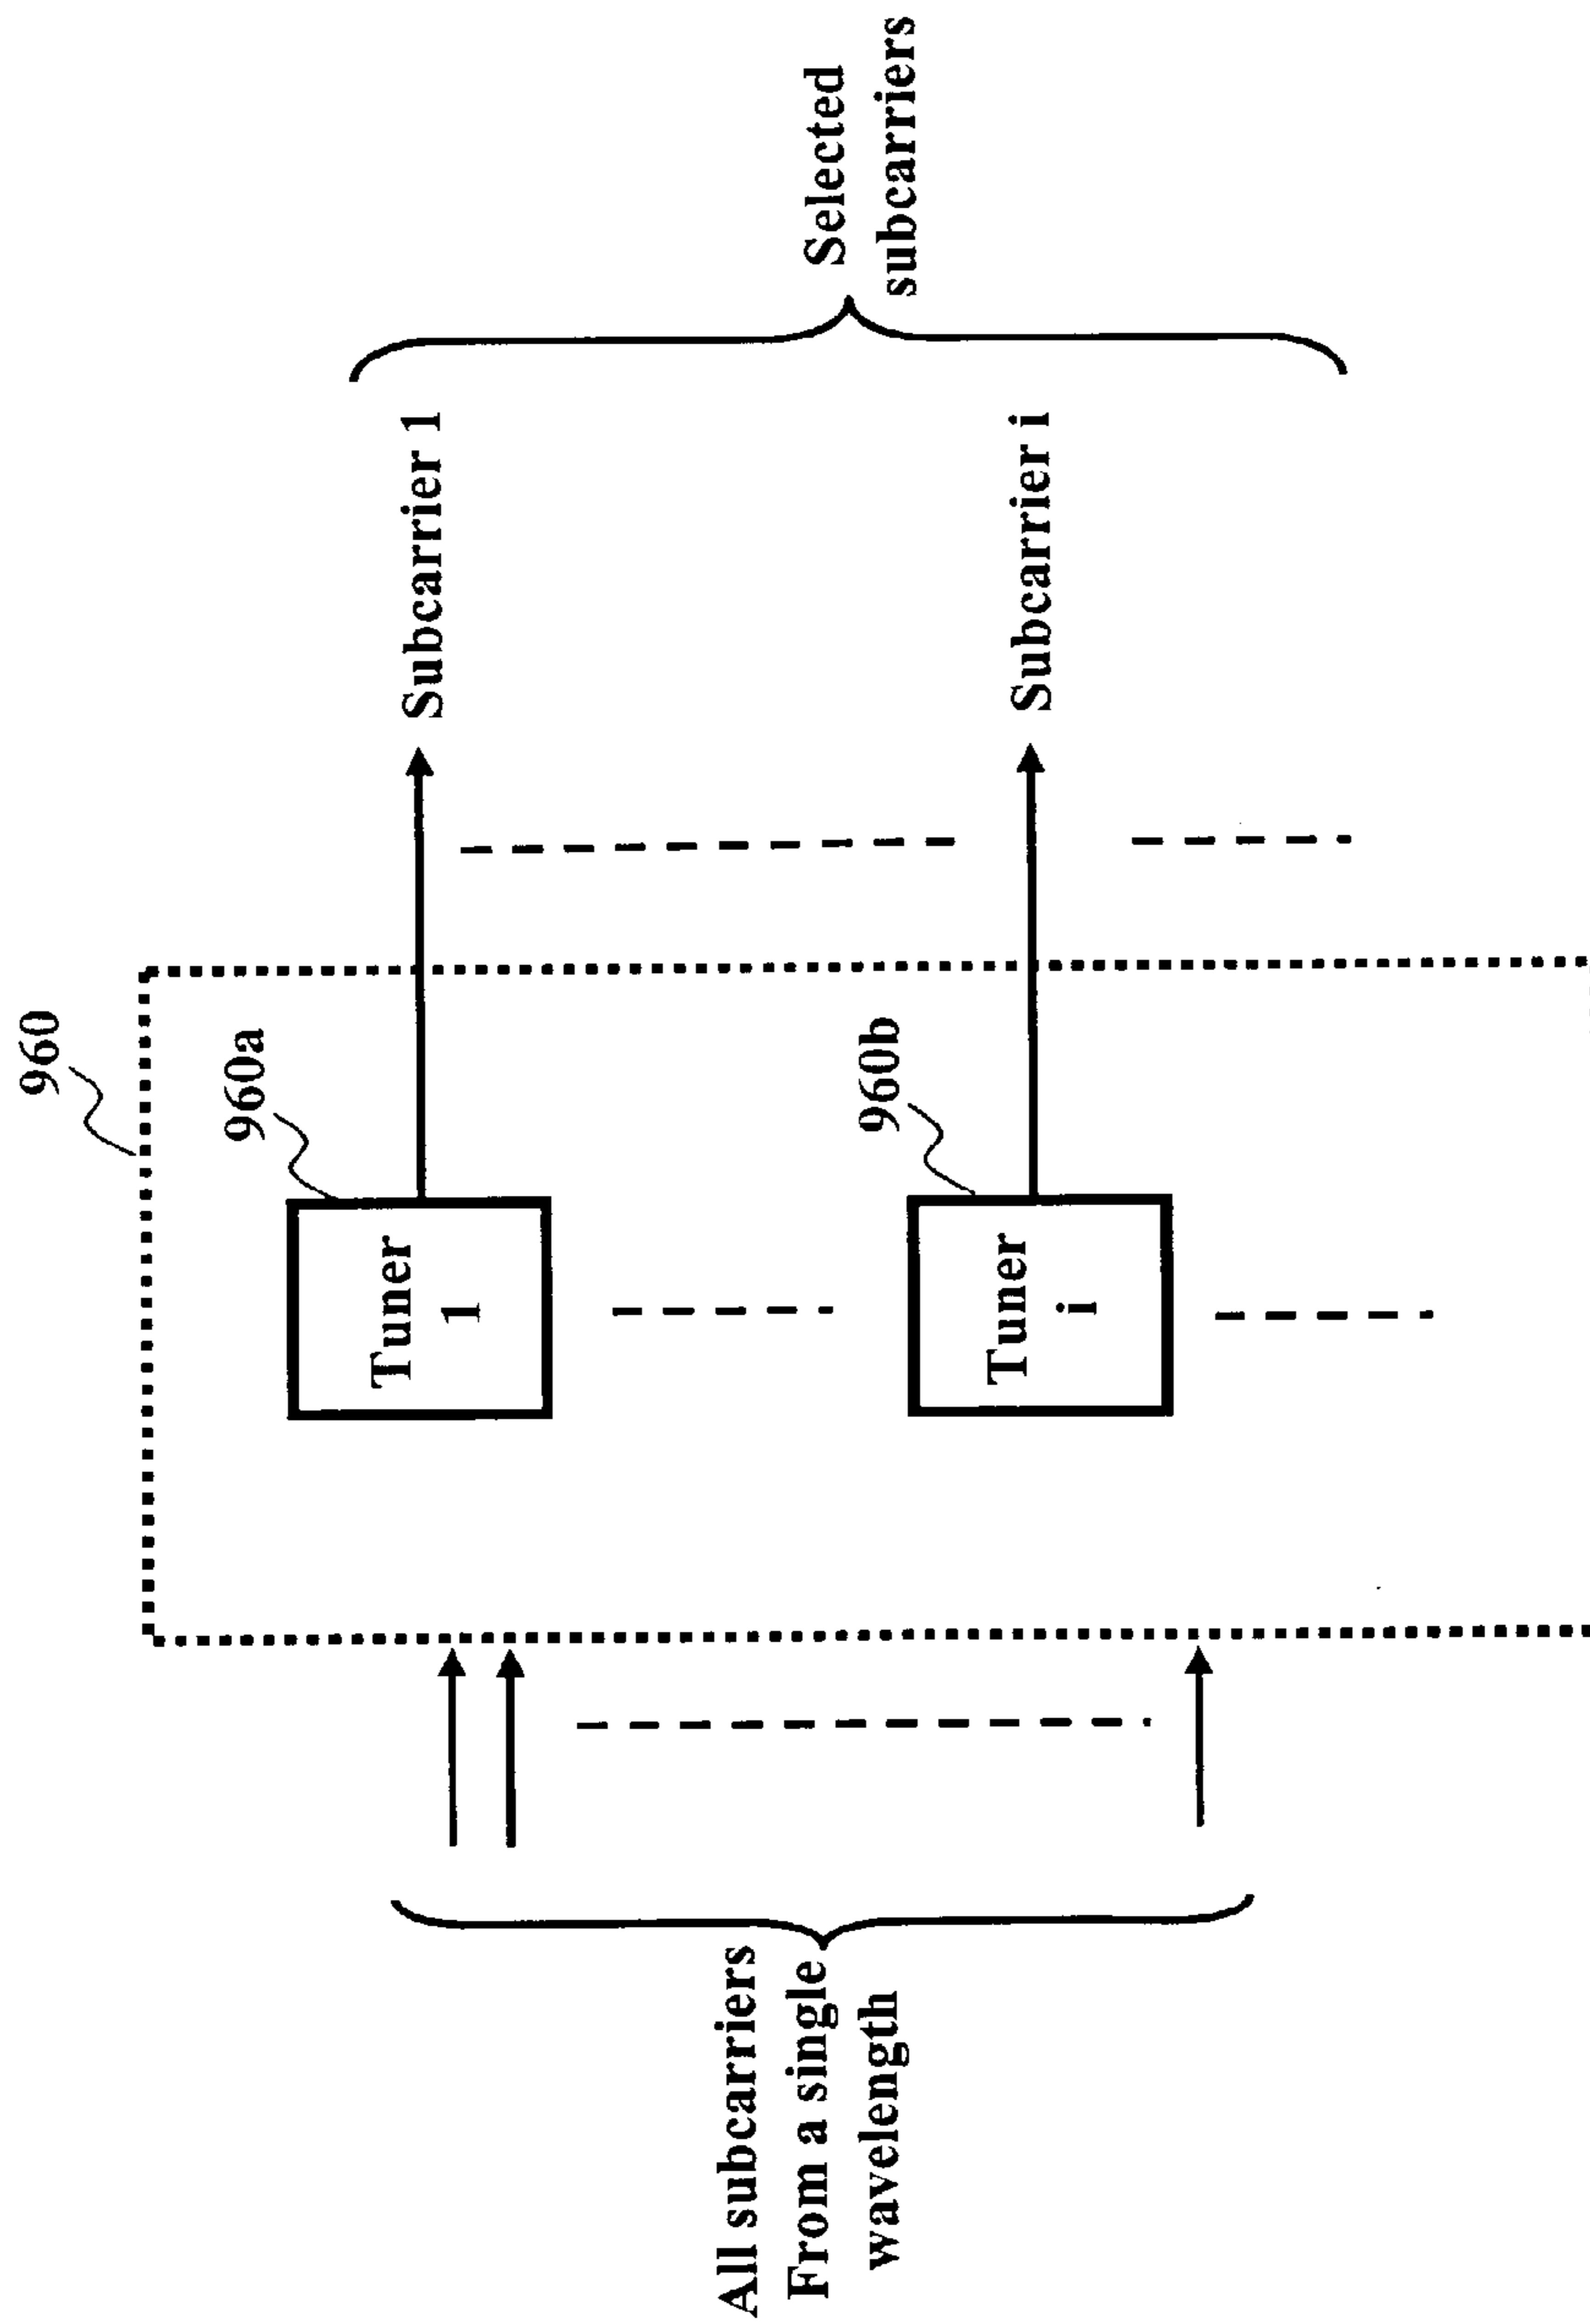 960
960a
Tuner
1
Subcarrier 1
960b
Tuner
i
Subcarrier i
All subcarriers
From a single
wavelength
Selected
subcarriers